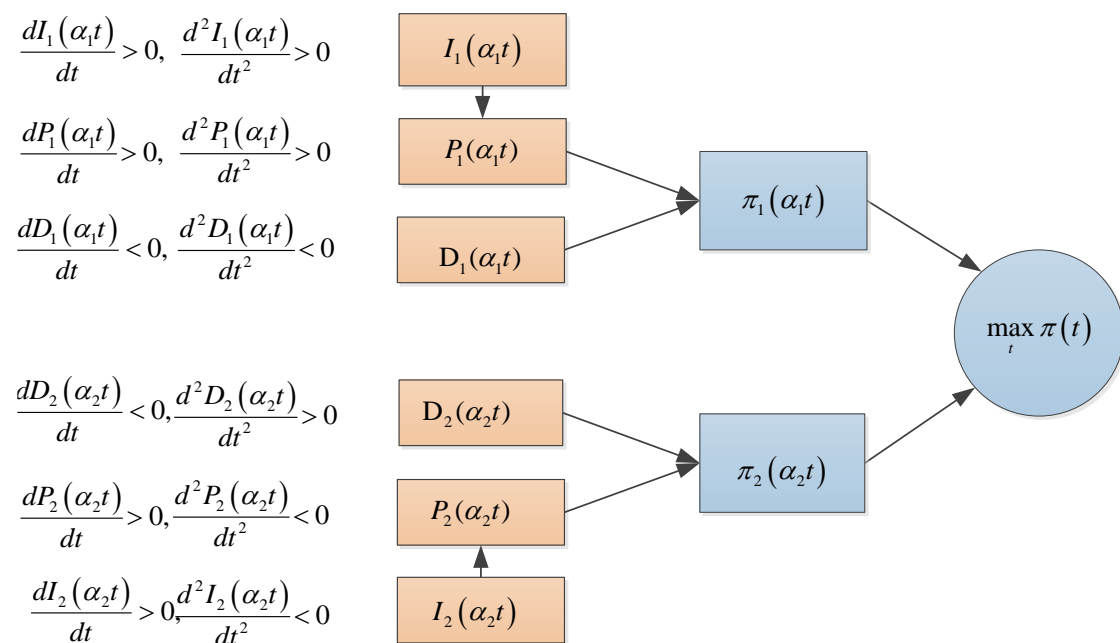 dI₁(α₁t)/dt > 0, d²I₁(α₁t)/dt² > 0
I₁(α₁t)
dP₁(α₁t)/dt > 0, d²P₁(α₁t)/dt² > 0
P₁(α₁t)
π₁(α₁t)
dD₁(α₁t)/dt < 0, d²D₁(α₁t)/dt² < 0
D₁(α₁t)
max π(t)
t
dD₂(α₂t)/dt < 0, d²D₂(α₂t)/dt² > 0
D₂(α₂t)
π₂(α₂t)
dP₂(α₂t)/dt > 0, d²P₂(α₂t)/dt² < 0
P₂(α₂t)
dI₂(α₂t)/dt > 0, d²I₂(α₂t)/dt² < 0
I₂(α₂t)